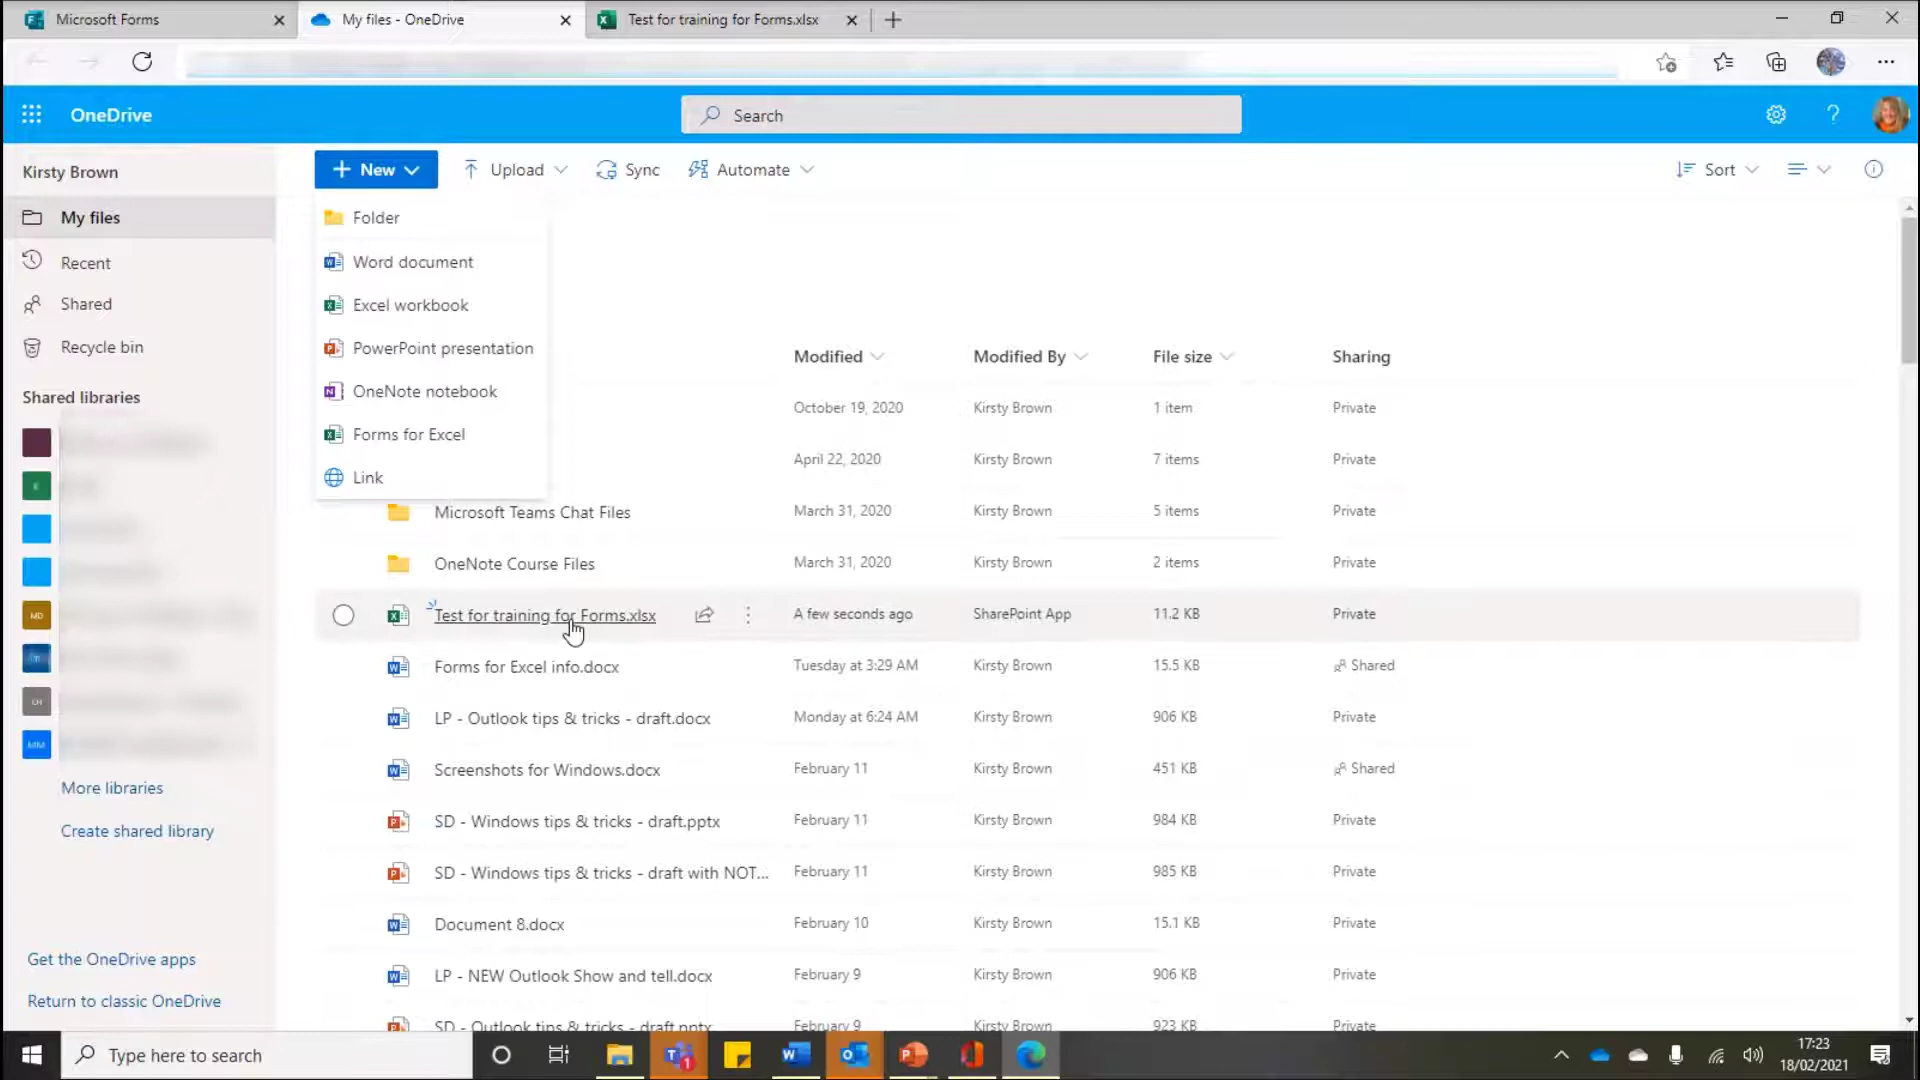 Microsoft Forms
My files - OneDrive
Test for training for Forms.xlsx
OneDrive
Search
Kirsty Brown
New
Upload
Sync
Automate
Sort
My files
Recent
Shared
Recycle bin
Shared libraries
More libraries
Create shared library
Get the OneDrive apps
Return to classic OneDrive
Folder
Word document
Excel workbook
PowerPoint presentation
OneNote notebook
Forms for Excel
Link
Modified Modified By File size Sharing
October 19, 2020 Kirsty Brown 1 item Private
April 22, 2020 Kirsty Brown 7 items Private
Microsoft Teams Chat Files March 31, 2020 Kirsty Brown 5 items Private
OneNote Course Files March 31, 2020 Kirsty Brown 2 items Private
Test for training for Forms.xlsx A few seconds ago SharePoint App 11.2 KB Private
Forms for Excel info.docx Tuesday at 3:29 AM Kirsty Brown 15.5 KB Shared
LP - Outlook tips & tricks - draft.docx Monday at 6:24 AM Kirsty Brown 906 KB Private
Screenshots for Windows.docx February 11 Kirsty Brown 451 KB Shared
SD - Windows tips & tricks - draft.pptx February 11 Kirsty Brown 984 KB Private
SD - Windows tips & tricks - draft with NOT... February 11 Kirsty Brown 985 KB Private
Document 8.docx February 10 Kirsty Brown 15.1 KB Private
LP - NEW Outlook Show and tell.docx February 9 Kirsty Brown 906 KB Private
SD - Outlook tips & tricks - draft.pptx February 9 Kirsty Brown 923 KB Private
MD
CH
MM
Type here to search
17:23
18/02/2021